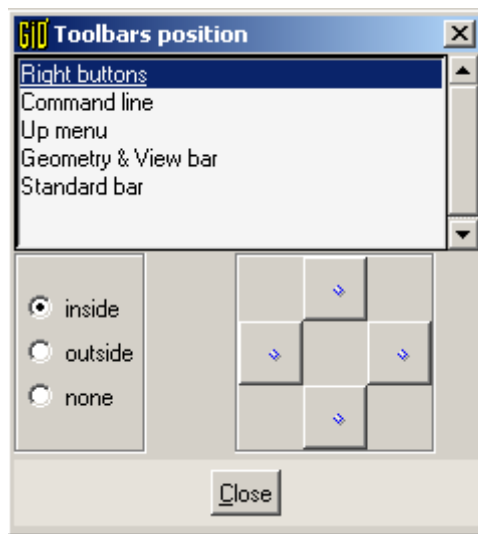 GiD Toolbars position
Right buttons
Command line
Up menu
Geometry & View bar
Standard bar
inside
outside
none
Close